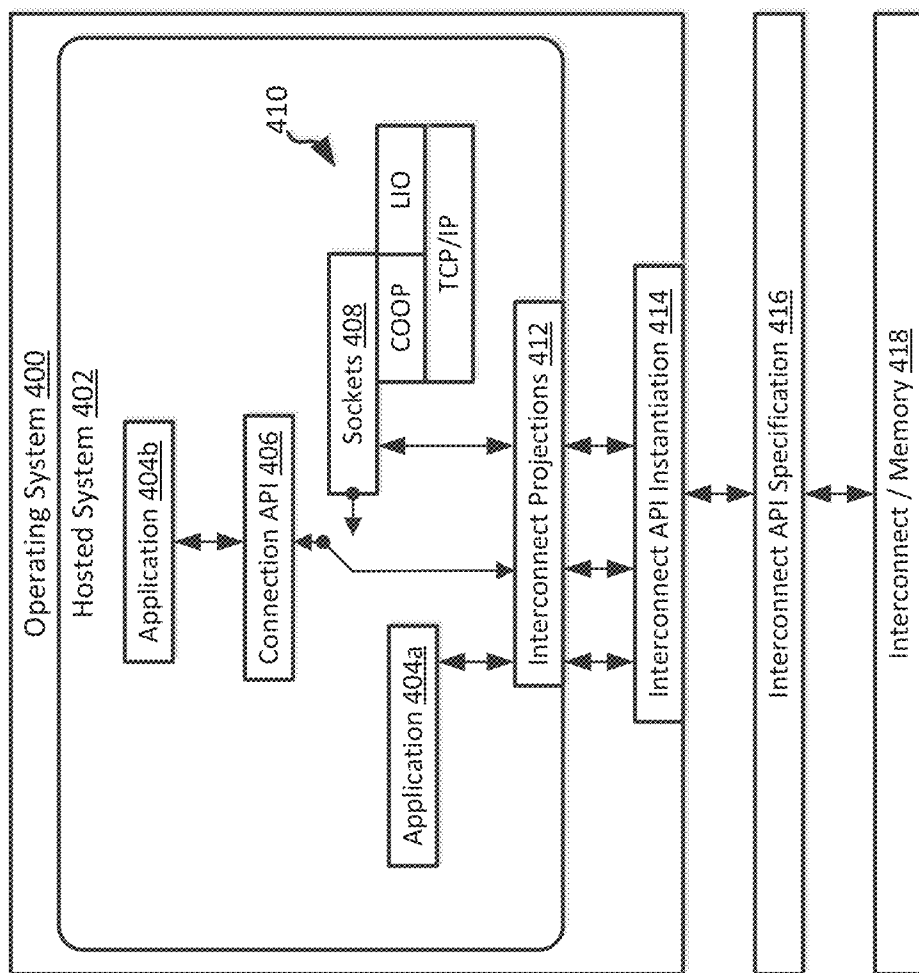 Operating System 400
Hosted System 402
Application 404b
Connection API 406
410
Sockets 408
COOP
LIO
TCP/IP
Application 404a
Interconnect Projections 412
Interconnect API Instantiation 414
Interconnect API Specification 416
Interconnect / Memory 418